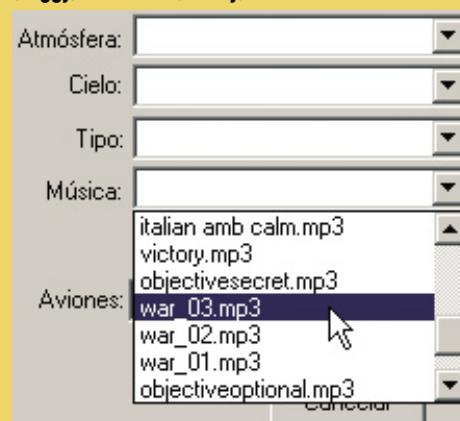 Atmósfera:
Cielo:
Tipo:
Música:
italian amb calm.mp3
victory.mp3
objectivesecret.mp3
Aviones:
war_03.mp3
war_02.mp3
war_01.mp3
objectiveoptional.mp3